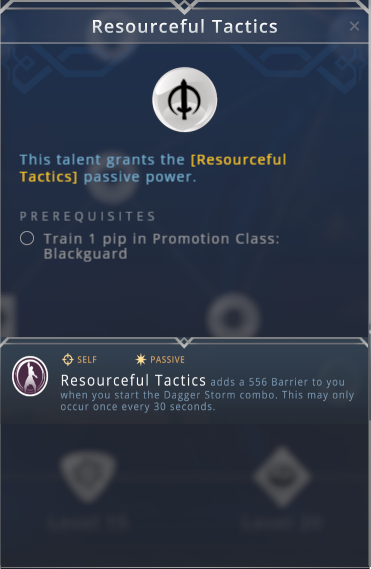 Resourceful Tactics
This talent grants the [Resourceful
Tactics] passive power.
PREREQUISITES
Train 1 pip in Promotion Class:
Blackguard
SELF PASSIVE
Resourceful Tactics adds a 556 Barrier to you
when you start the Dagger Storm combo. This may only
occur once every 30 seconds.